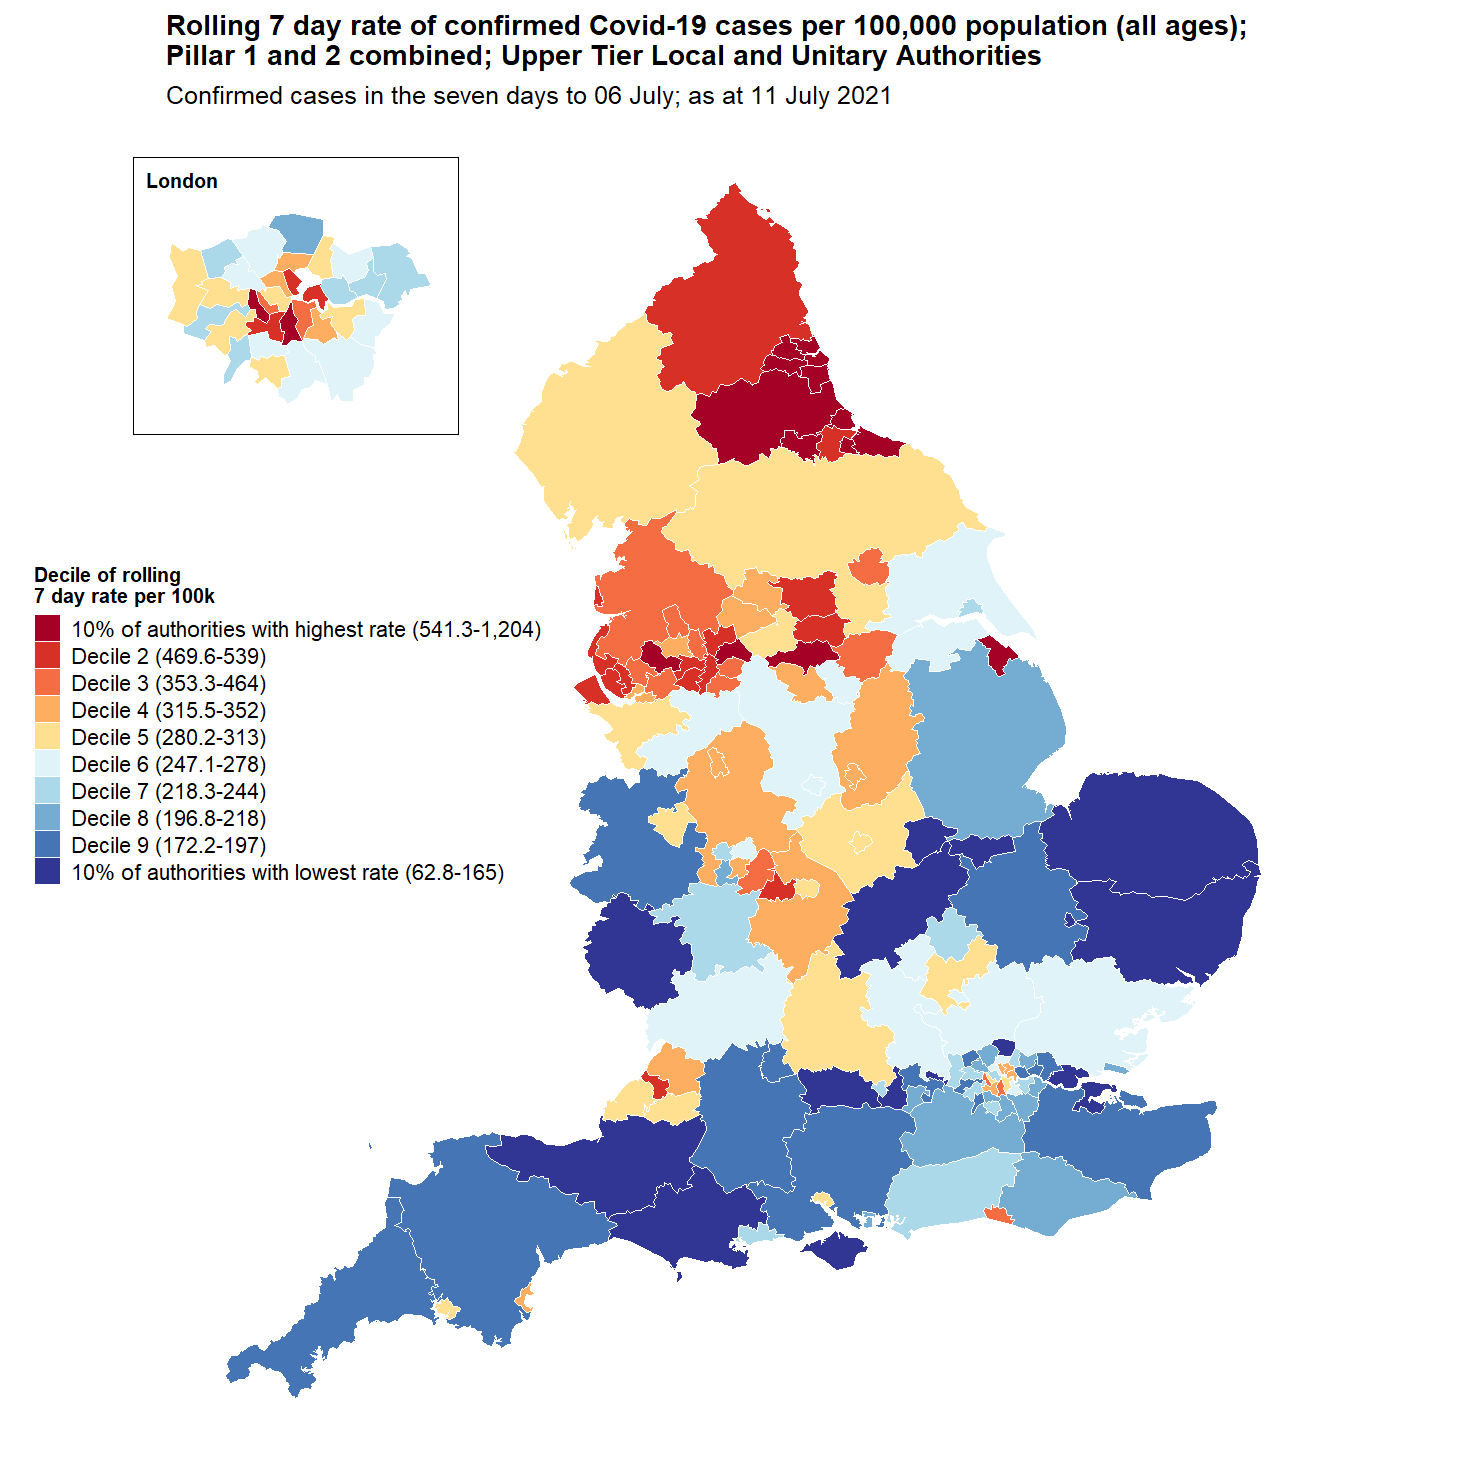 Rolling 7 day rate of confirmed Covid-19 cases per 100,000 population (all ages);
Pillar 1 and 2 combined; Upper Tier Local and Unitary Authorities
Confirmed cases in the seven days to 06 July; as at 11 July 2021
London
Decile of rolling
7 day rate per 100k
10% of authorities with highest rate (541.3-1,204)
Decile 2 (469.6-539)
Decile 3 (353.3-464)
Decile 4 (315.5-352)
Decile 5 (280.2-313)
Decile 6 (247.1-278)
Decile 7 (218.3-244)
Decile 8 (196.8-218)
Decile 9 (172.2-197)
10% of authorities with lowest rate (62.8-165)